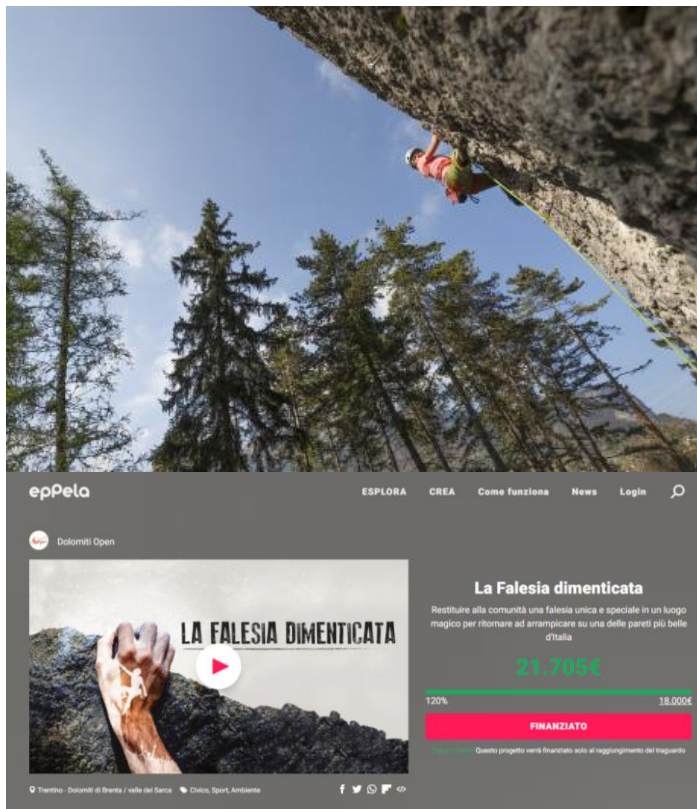 epPela
ESPLORA CREA Come funziona News Login
Dolomiti Open
LA FALESIA DIMENTICATA
La Falesia dimenticata
Restituire alla comunità una falesia unica e speciale in un luogo
magico per ritornare ad arrampicare su una delle pareti più belle
d'Italia
21.705€
120% 18.000€
FINANZIATO
Questo progetto verrà finanziato solo al raggiungimento del traguardo
Trentino - Dolomiti di Brenta / valle del Sarca Civico, Sport, Ambiente